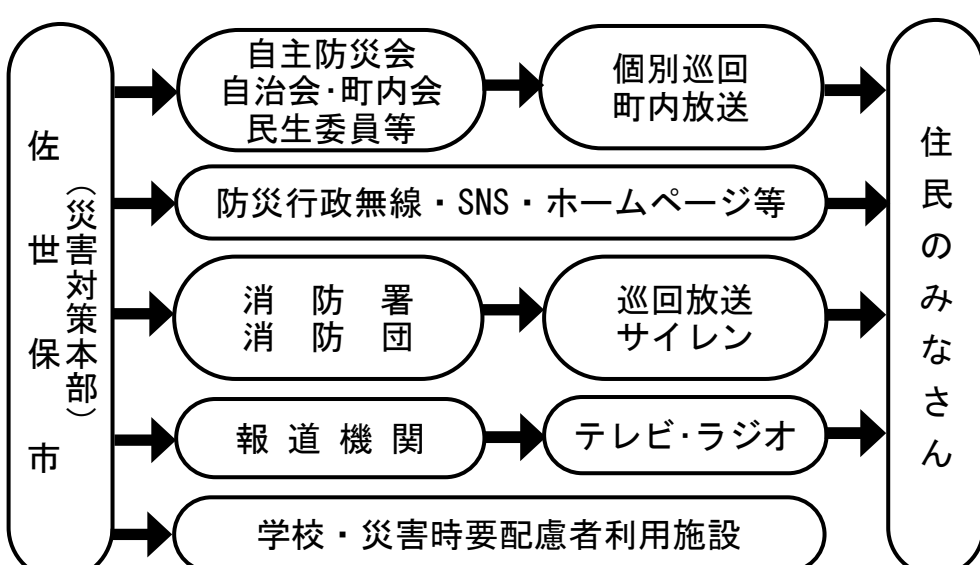 佐世保市
（災害対策本部）
自主防災会
自治会･町内会
民生委員等
個別巡回
町内放送
防災行政無線・SNS・ホームページ等
消防署
消防団
巡回放送
サイレン
報道機関
テレビ･ラジオ
学校・災害時要配慮者利用施設
住民のみなさん